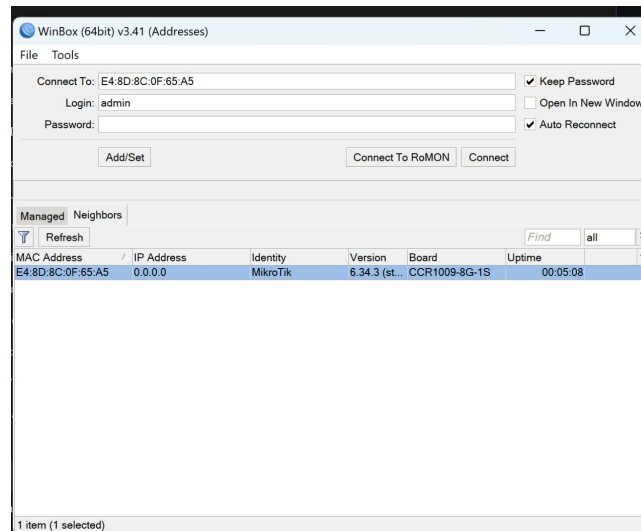 WinBox (64bit) v3.41 (Addresses)
File Tools
Connect To: E4:8D:8C:0F:65:A5 Keep Password
Login: admin Open In New Window
Password: Auto Reconnect
Add/Set Connect To RoMON Connect
Managed Neighbors
Refresh Find all
MAC Address IP Address Identity Version Board Uptime
E4:8D:8C:0F:65:A5 0.0.0.0 MikroTik 6.34.3 (st... CCR1009-8G-1S 00:05:08
1 item (1 selected)